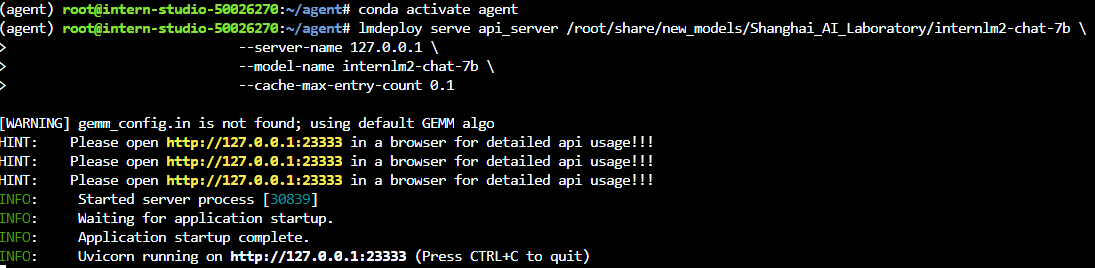 (agent) root@intern-studio-50026270:~/agent# conda activate agent
(agent) root@intern-studio-50026270:~/agent# lmdeploy serve api_server /root/share/new_models/Shanghai_AI_Laboratory/internlm2-chat-7b \
>                              --server-name 127.0.0.1 \
>                              --model-name internlm2-chat-7b \
>                              --cache-max-entry-count 0.1
[WARNING] gemm_config.in is not found; using default GEMM algo
HINT:    Please open http://127.0.0.1:23333 in a browser for detailed api usage!!!
HINT:    Please open http://127.0.0.1:23333 in a browser for detailed api usage!!!
HINT:    Please open http://127.0.0.1:23333 in a browser for detailed api usage!!!
INFO:     Started server process [30839]
INFO:     Waiting for application startup.
INFO:     Application startup complete.
INFO:     Uvicorn running on http://127.0.0.1:23333 (Press CTRL+C to quit)